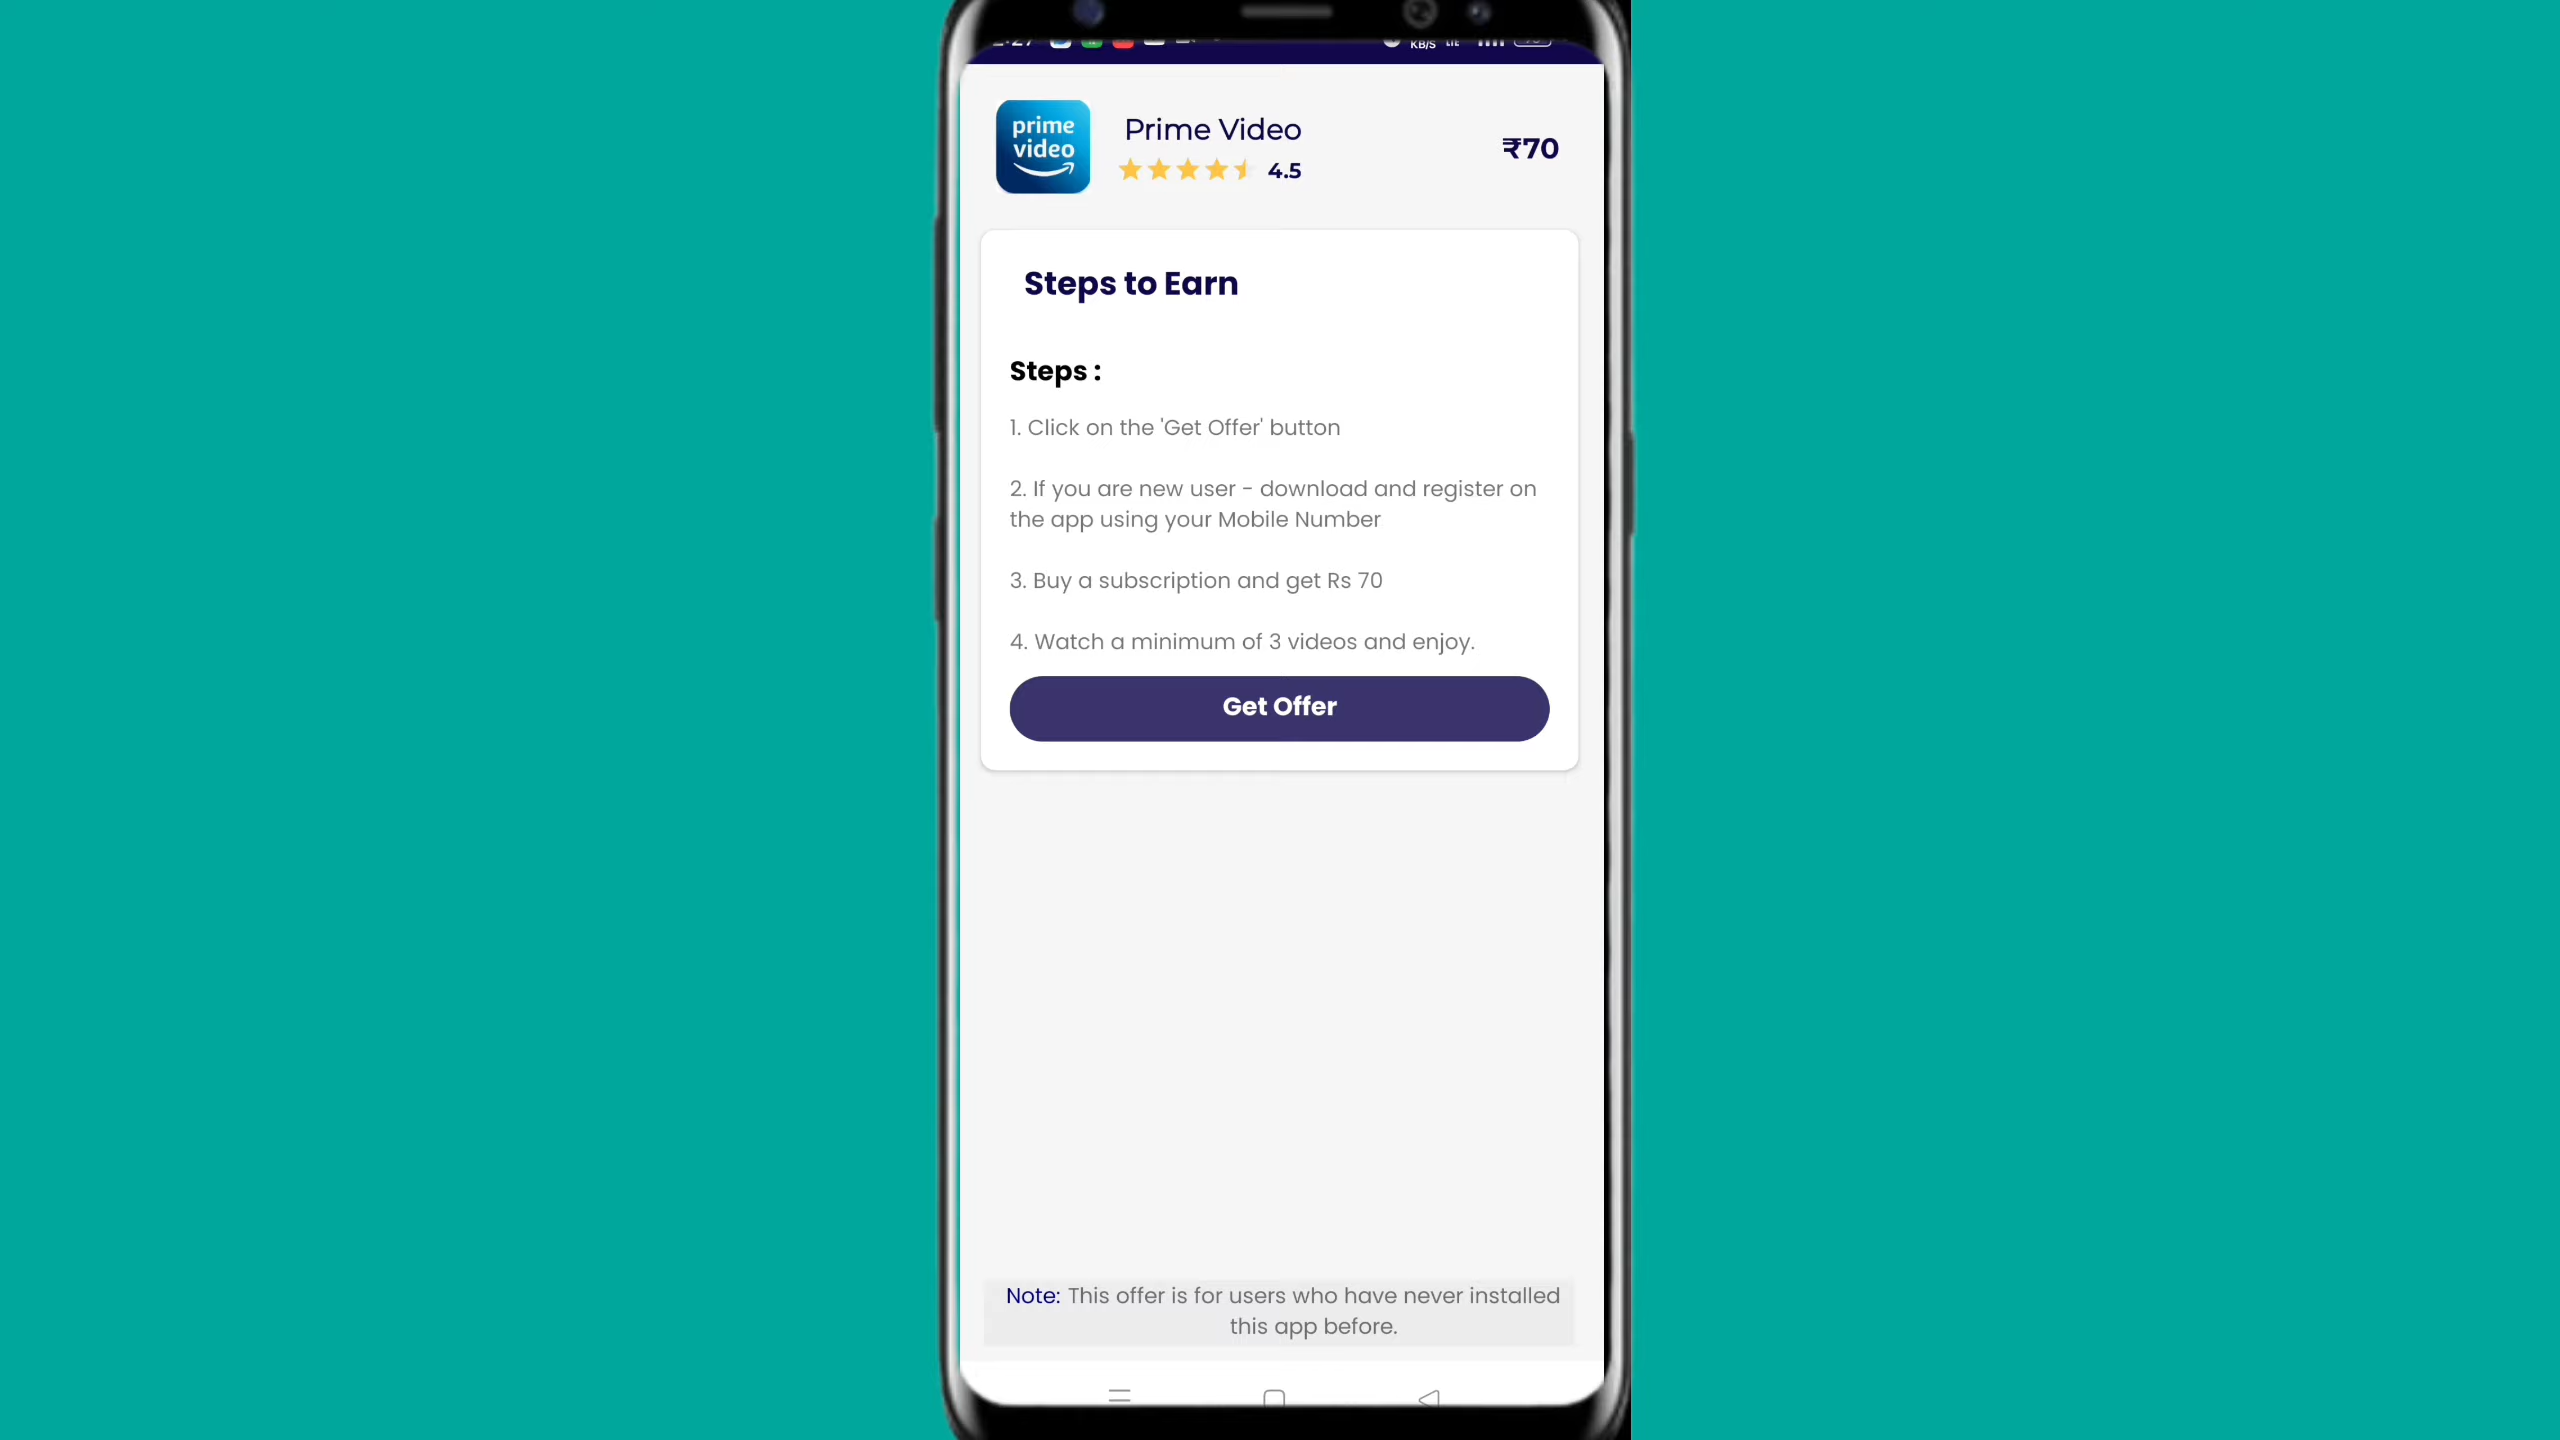 KB/S LTE
prime
video
Prime Video
4.5
₹70
Steps to Earn
Steps :
1. Click on the 'Get Offer' button
2. If you are new user - download and register on
the app using your Mobile Number
3. Buy a subscription and get Rs 70
4. Watch a minimum of 3 videos and enjoy.
Get Offer
Note: This offer is for users who have never installed
this app before.